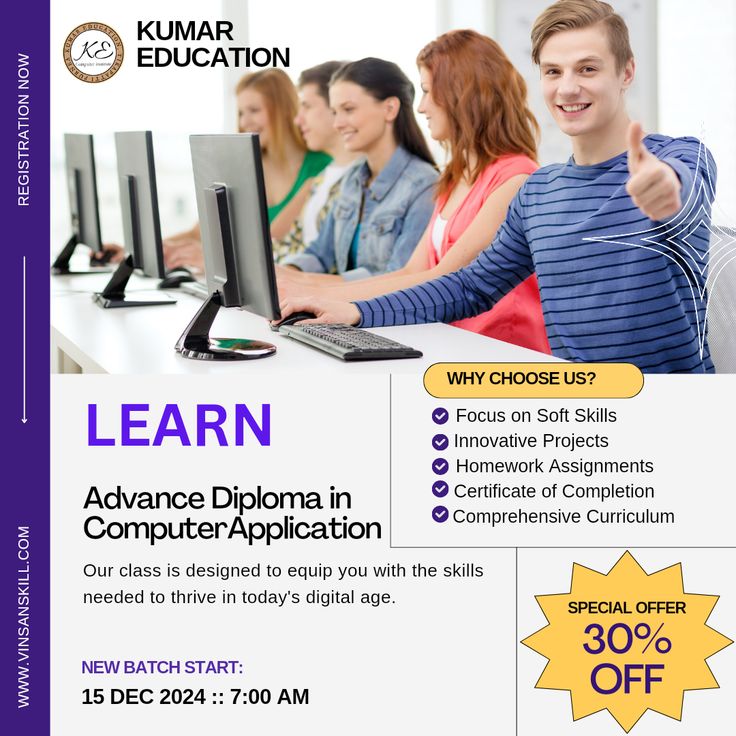 KUMAR
EDUCATION
REGISTRATION NOW
WWW.VINSANSKILL.COM
LEARN
Advance Diploma in
ComputerApplication
Our class is designed to equip you with the skills
needed to thrive in today's digital age.
NEW BATCH START:
15 DEC 2024 :: 7:00 AM
WHY CHOOSE US?
Focus on Soft Skills
Innovative Projects
Homework Assignments
Certificate of Completion
Comprehensive Curriculum
SPECIAL OFFER
30%
OFF